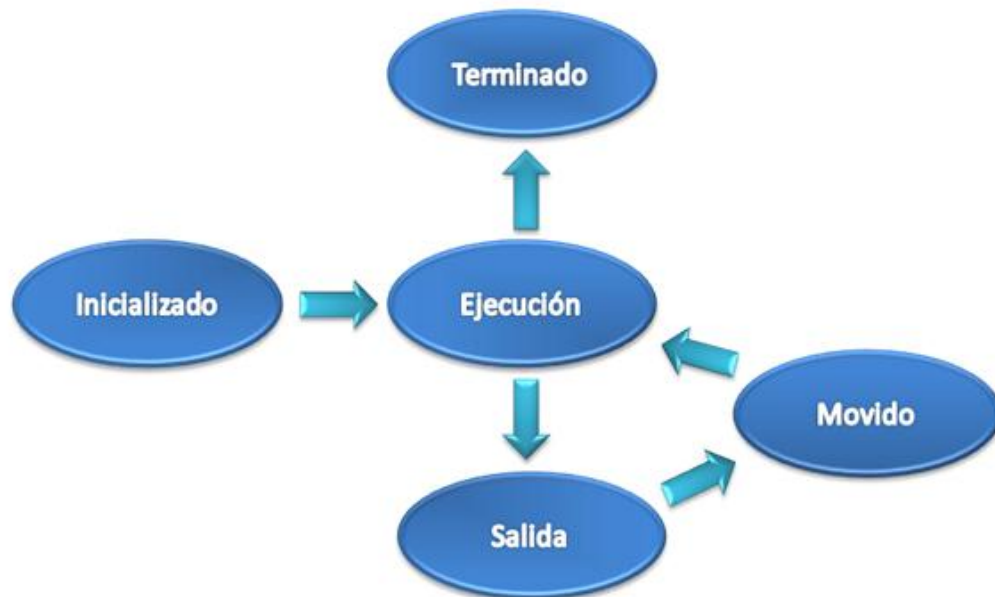 Terminado
Inicializado
Ejecución
Movido
Salida